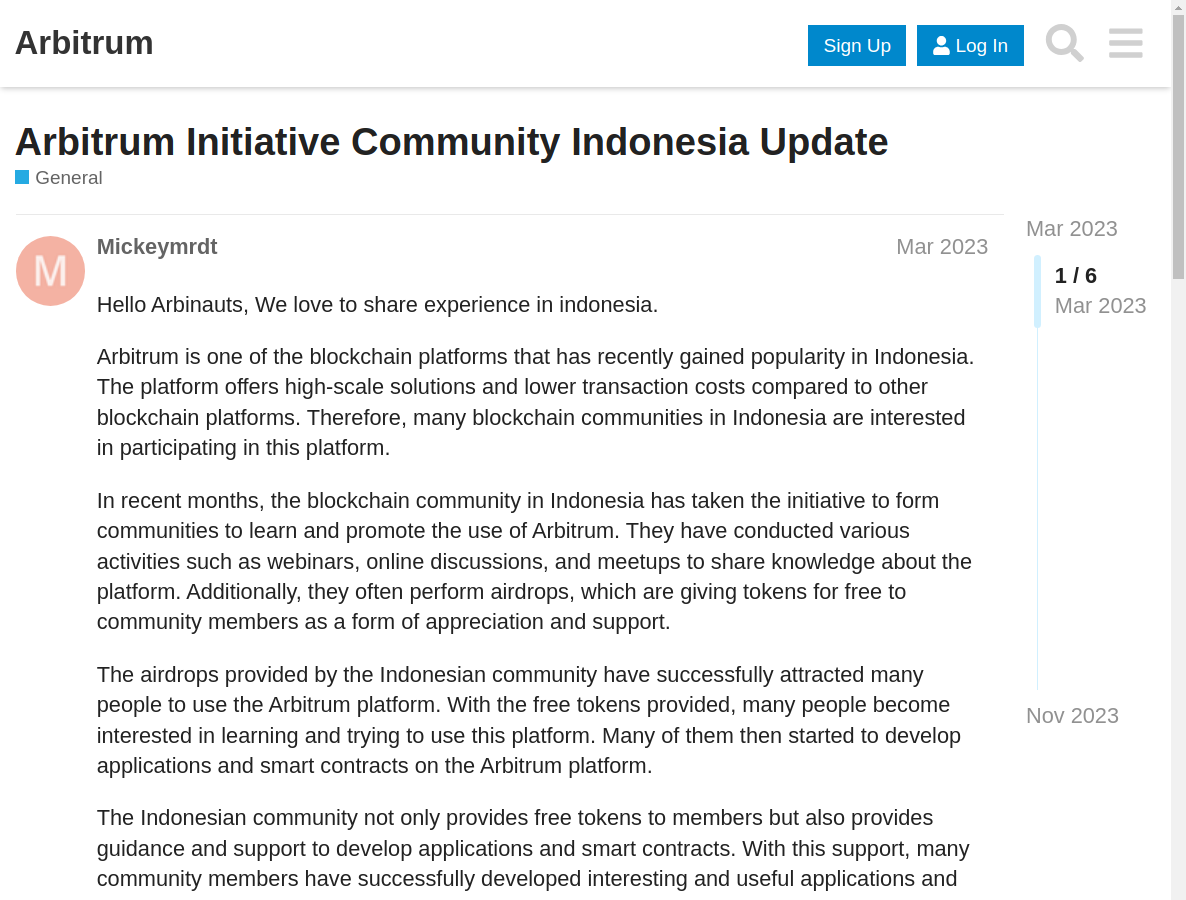 Arbitrum
Sign Up
Log In
Arbitrum Initiative Community Indonesia Update
General
M
Mickeymrdt
Mar 2023
Hello Arbinauts, We love to share experience in indonesia.
Arbitrum is one of the blockchain platforms that has recently gained popularity in Indonesia.
The platform offers high-scale solutions and lower transaction costs compared to other
blockchain platforms. Therefore, many blockchain communities in Indonesia are interested
in participating in this platform.
In recent months, the blockchain community in Indonesia has taken the initiative to form
communities to learn and promote the use of Arbitrum. They have conducted various
activities such as webinars, online discussions, and meetups to share knowledge about the
platform. Additionally, they often perform airdrops, which are giving tokens for free to
community members as a form of appreciation and support.
The airdrops provided by the Indonesian community have successfully attracted many
people to use the Arbitrum platform. With the free tokens provided, many people become
interested in learning and trying to use this platform. Many of them then started to develop
applications and smart contracts on the Arbitrum platform.
The Indonesian community not only provides free tokens to members but also provides
guidance and support to develop applications and smart contracts. With this support, many
community members have successfully developed interesting and useful applications and
Mar 2023
1 / 6
Mar 2023
Nov 2023